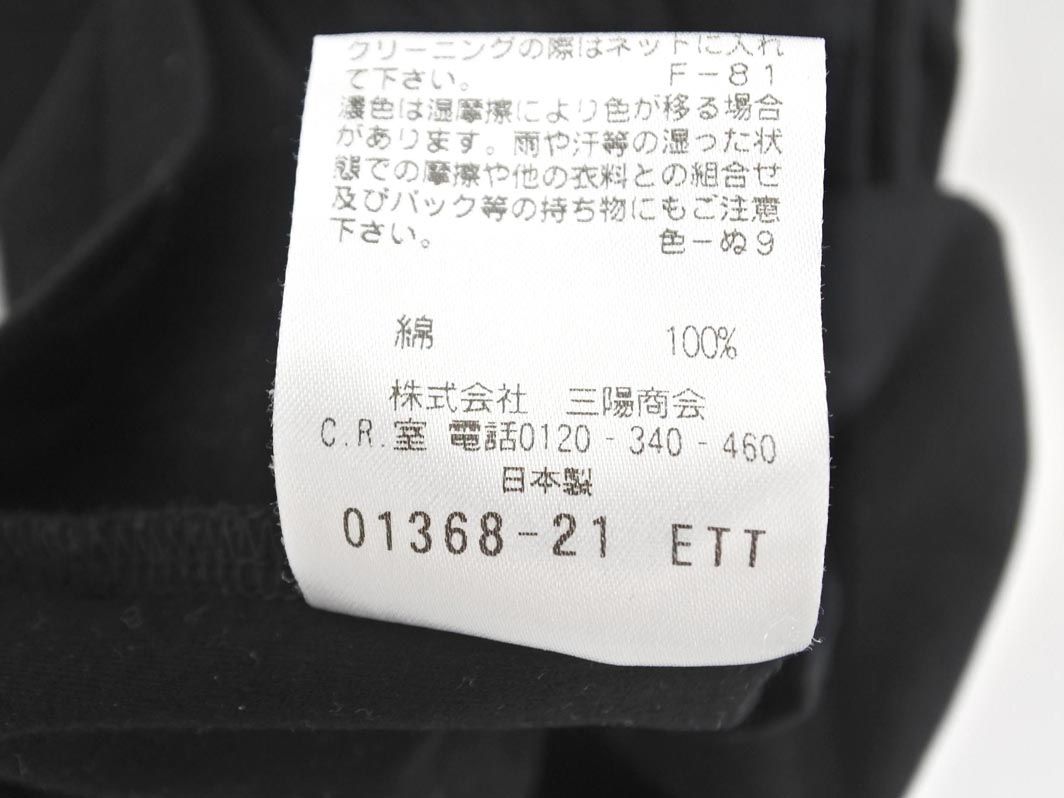 クリーニングの際はネットに入れ
て下さい。 F-81
濃色は湿摩擦により色が移る場合
があります。雨や汗等の湿った状
態での摩擦や他の衣料との組合せ
及びバック等の持ち物にもご注意
下さい。 色-ぬ9
綿 100%
株式会社 三陽商会
C.R.室 電話0120-340-460
日本製
01368-21 ETT